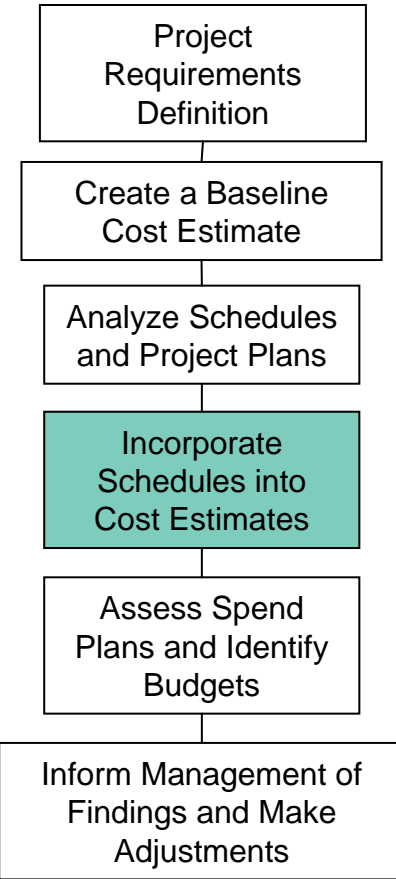 Project
Requirements
Definition
Create a Baseline
Cost Estimate
Analyze Schedules
and Project Plans
Incorporate
Schedules into
Cost Estimates
Assess Spend
Plans and Identify
Budgets
Inform Management of
Findings and Make
Adjustments